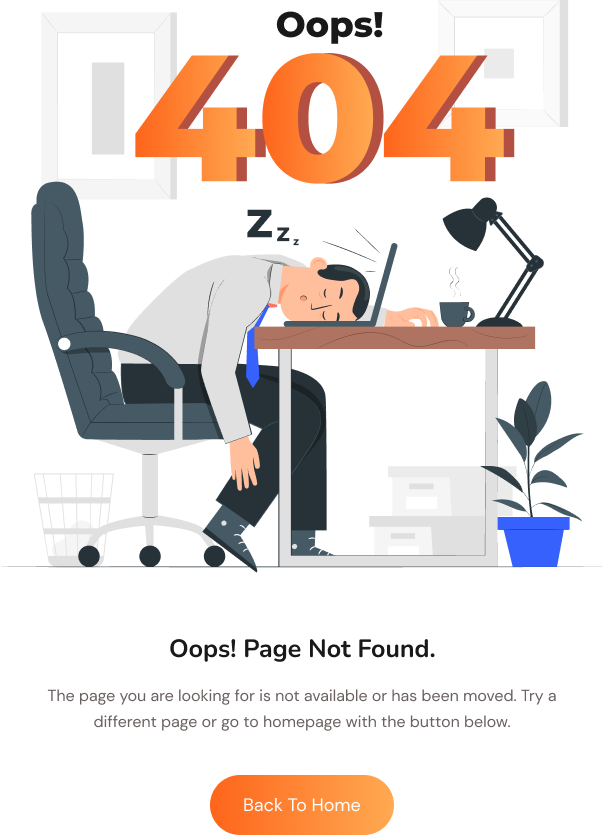 Oops!
404
Z z z
Oops! Page Not Found.
The page you are looking for is not available or has been moved. Try a
different page or go to homepage with the button below.
Back To Home